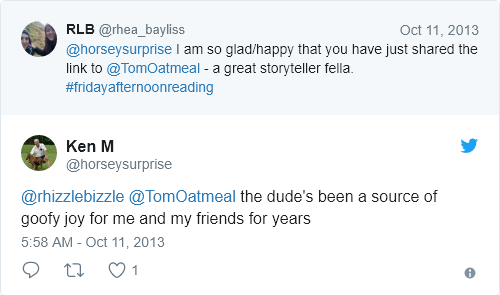 RLB @rhea_bayliss Oct 11, 2013
@horseysurprise I am so glad/happy that you have just shared the
link to @TomOatmeal - a great storyteller fella.
#fridayafternoonreading
Ken M
@horseysurprise
@rhizzlebizzle @TomOatmeal the dude's been a source of
goofy joy for me and my friends for years
5:58 AM - Oct 11, 2013
1